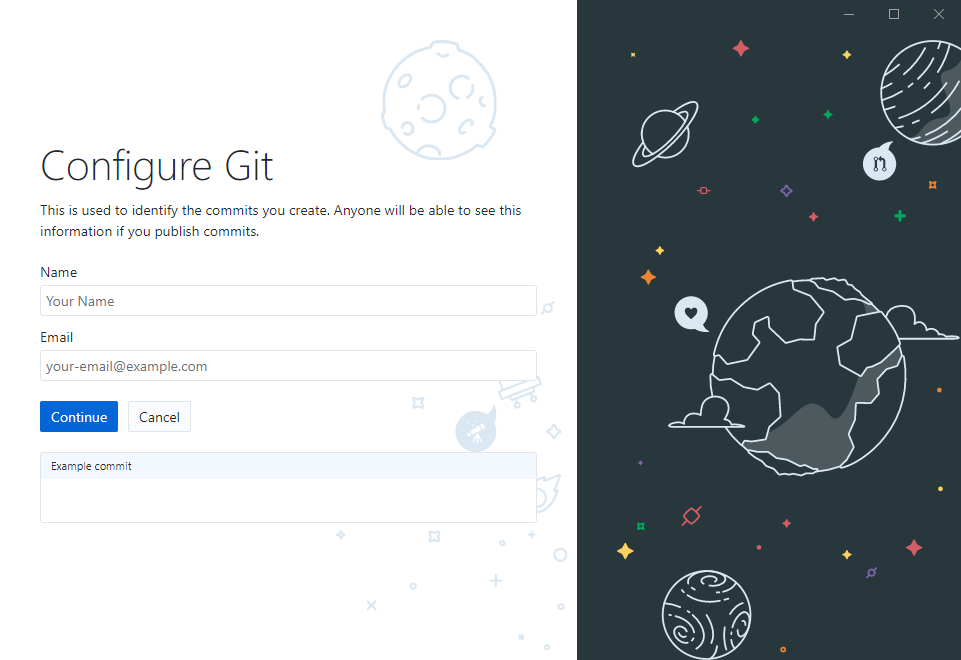 Configure Git
This is used to identify the commits you create. Anyone will be able to see this
information if you publish commits.
Name
Your Name
Email
your-email@example.com
Continue
Cancel
Example commit